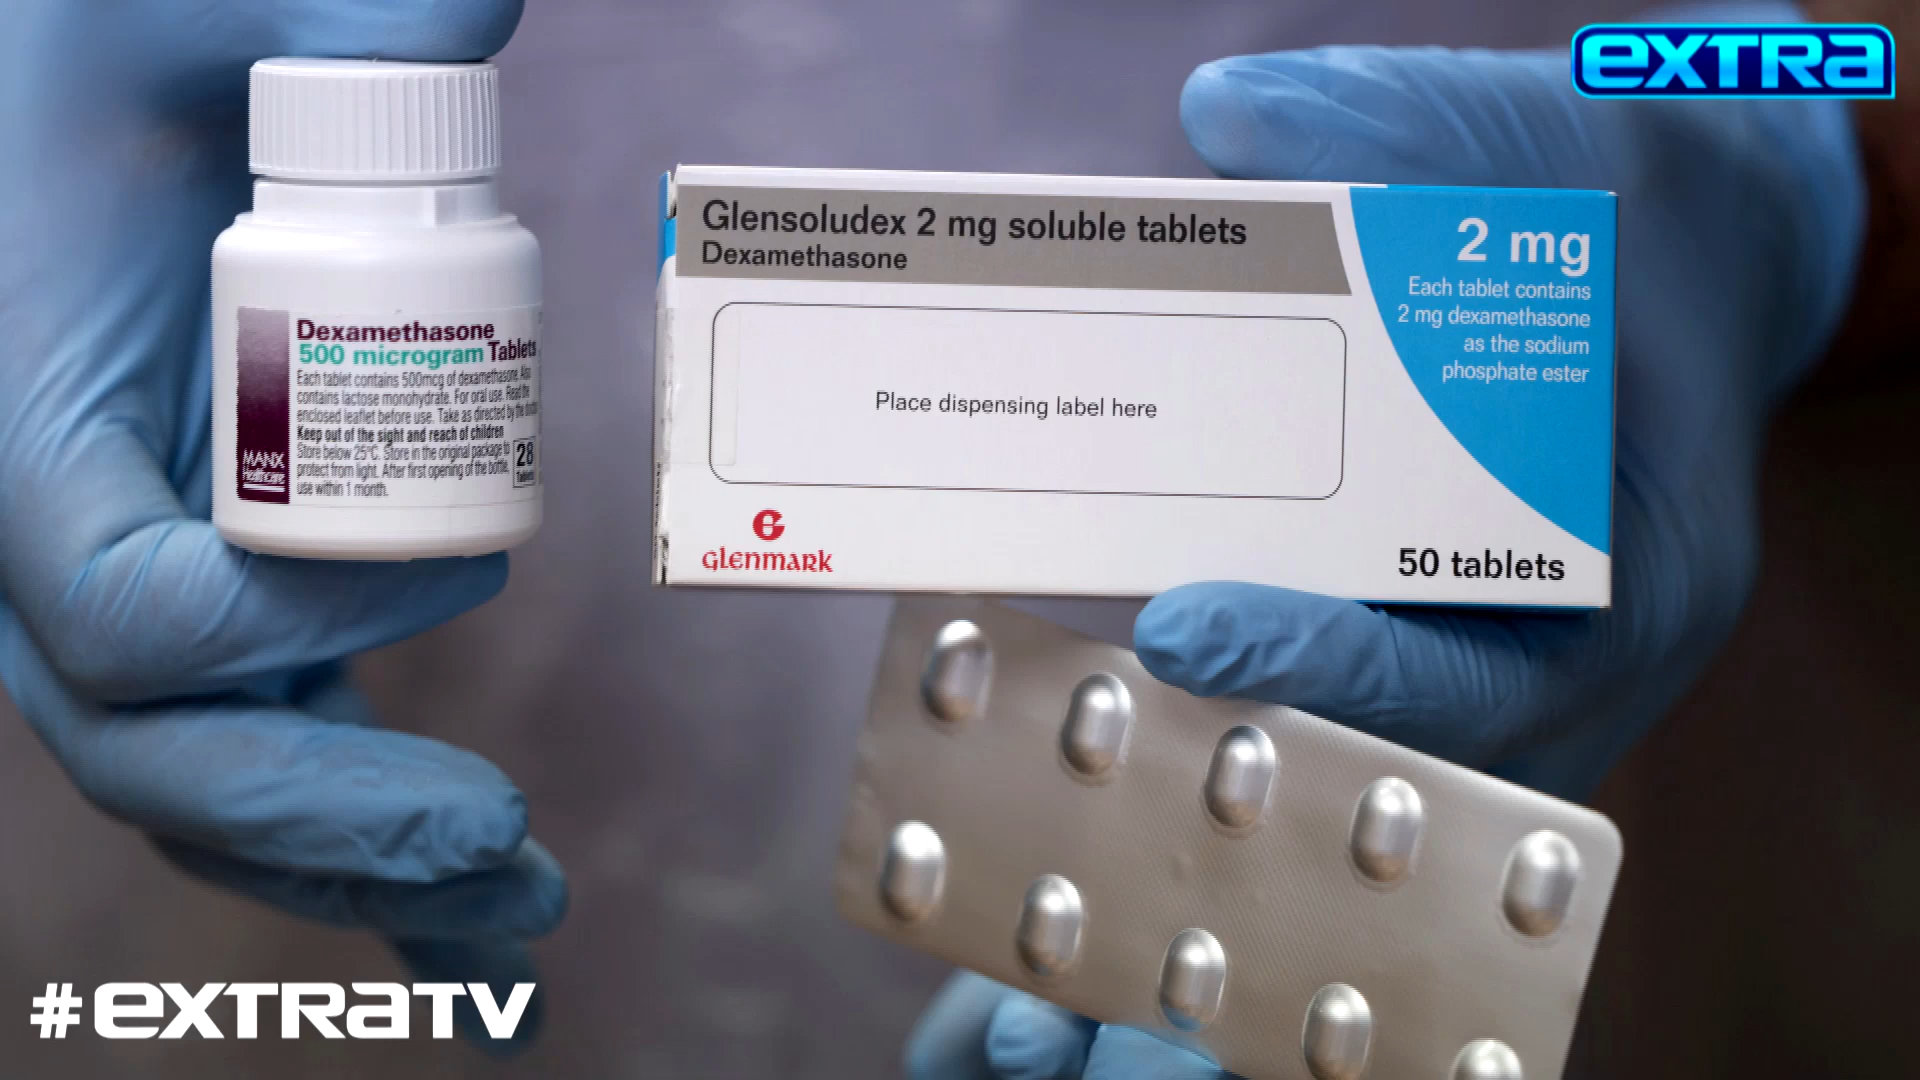 extra
Dexamethasone
500 microgram Tablets
Each tablet contains 500mcg of dexamethasone. Also
contains lactose monohydrate. For oral use. Read the
enclosed leaflet before use. Take as directed by the doctor
Keep out of the sight and reach of children
Store below 25°C. Store in the original package to
protect from light. After first opening of the bottle,
use within 1 month.
28
Tablets
MANX
Healthcare
Glensoludex 2 mg soluble tablets
Dexamethasone
2 mg
Each tablet contains
2 mg dexamethasone
as the sodium
phosphate ester
Place dispensing label here
Glenmark
50 tablets
#extraTV